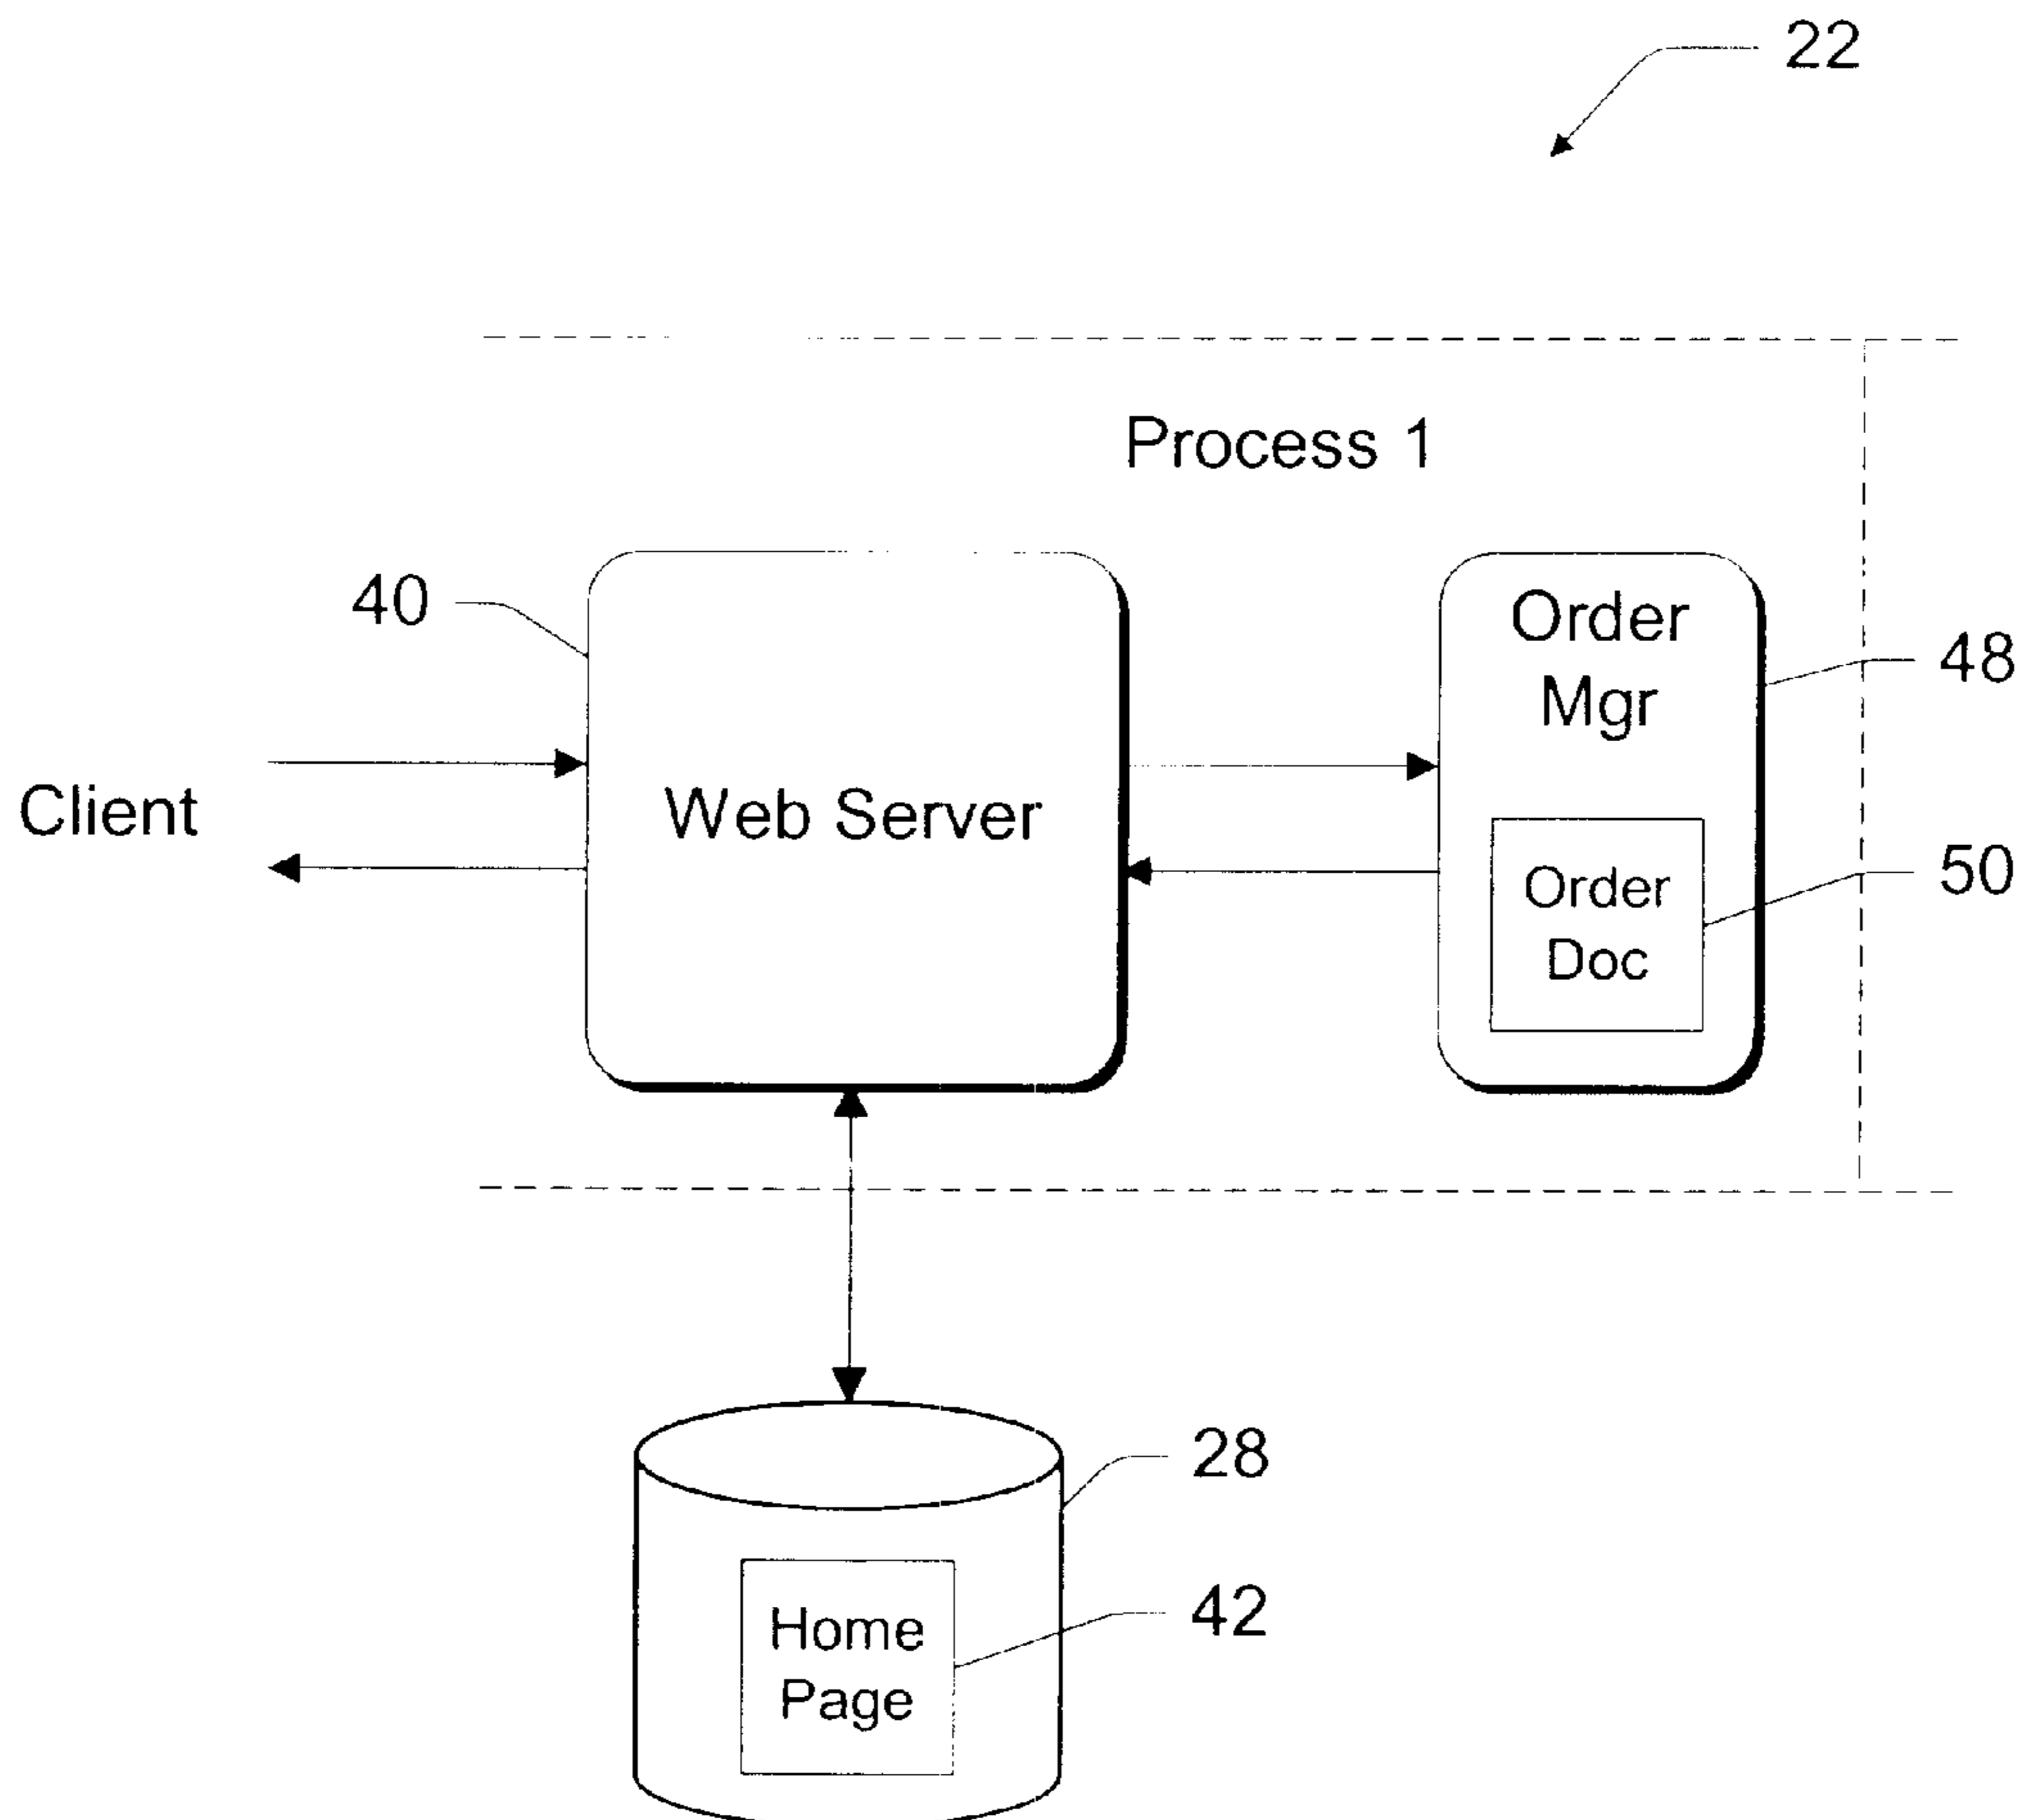 22
Process 1
40
Order
Mgr
48
Client
Web Server
Order
Doc
50
28
Home
Page
42